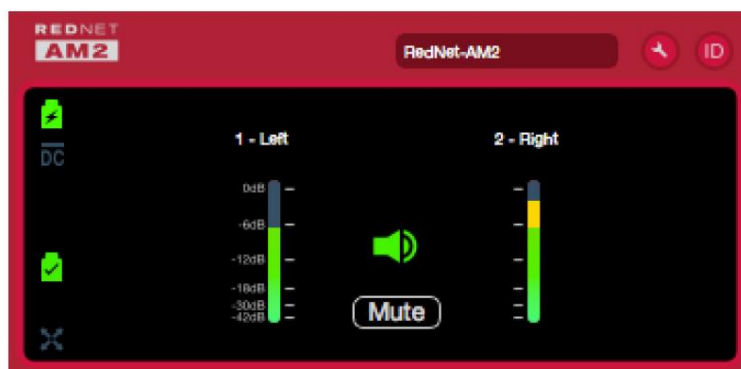 REDNET
AM2
RedNet-AM2
ID
DC
1 - Left
2 - Right
0dB
-6dB
-12dB
-18dB
-30dB
-42dB
Mute